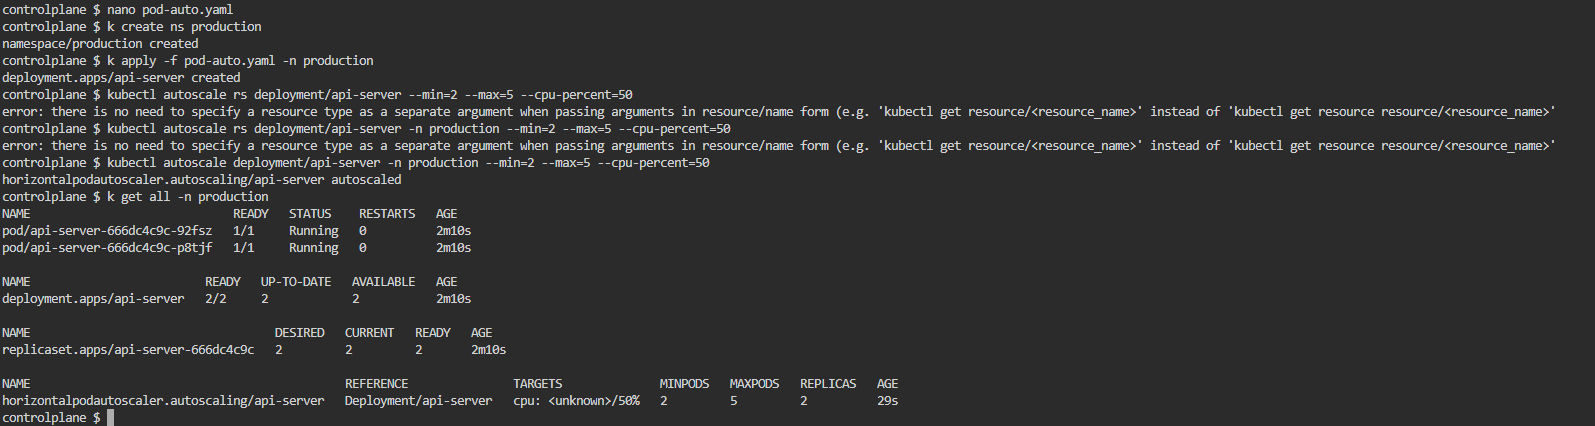 controlplane $ nano pod-auto.yaml
controlplane $ k create ns production
namespace/production created
controlplane $ k apply -f pod-auto.yaml -n production
deployment.apps/api-server created
controlplane $ kubectl autoscale rs deployment/api-server --min=2 --max=5 --cpu-percent=50
error: there is no need to specify a resource type as a separate argument when passing arguments in resource/name form (e.g. 'kubectl get resource/<resource_name>' instead of 'kubectl get resource resource/<resource_name>'
controlplane $ kubectl autoscale rs deployment/api-server -n production --min=2 --max=5 --cpu-percent=50
error: there is no need to specify a resource type as a separate argument when passing arguments in resource/name form (e.g. 'kubectl get resource/<resource_name>' instead of 'kubectl get resource resource/<resource_name>'
controlplane $ kubectl autoscale deployment/api-server -n production --min=2 --max=5 --cpu-percent=50
horizontalpodautoscaler.autoscaling/api-server autoscaled
controlplane $ k get all -n production
NAME                             READY   STATUS    RESTARTS   AGE
pod/api-server-666dc4c9c-92fsz   1/1     Running   0          2m10s
pod/api-server-666dc4c9c-p8tjf   1/1     Running   0          2m10s

NAME                         READY   UP-TO-DATE   AVAILABLE   AGE
deployment.apps/api-server   2/2     2            2           2m10s

NAME                                   DESIRED   CURRENT   READY   AGE
replicaset.apps/api-server-666dc4c9c   2         2         2       2m10s

NAME                                             REFERENCE               TARGETS              MINPODS   MAXPODS   REPLICAS   AGE
horizontalpodautoscaler.autoscaling/api-server   Deployment/api-server   cpu: <unknown>/50%   2         5         2          29s
controlplane $